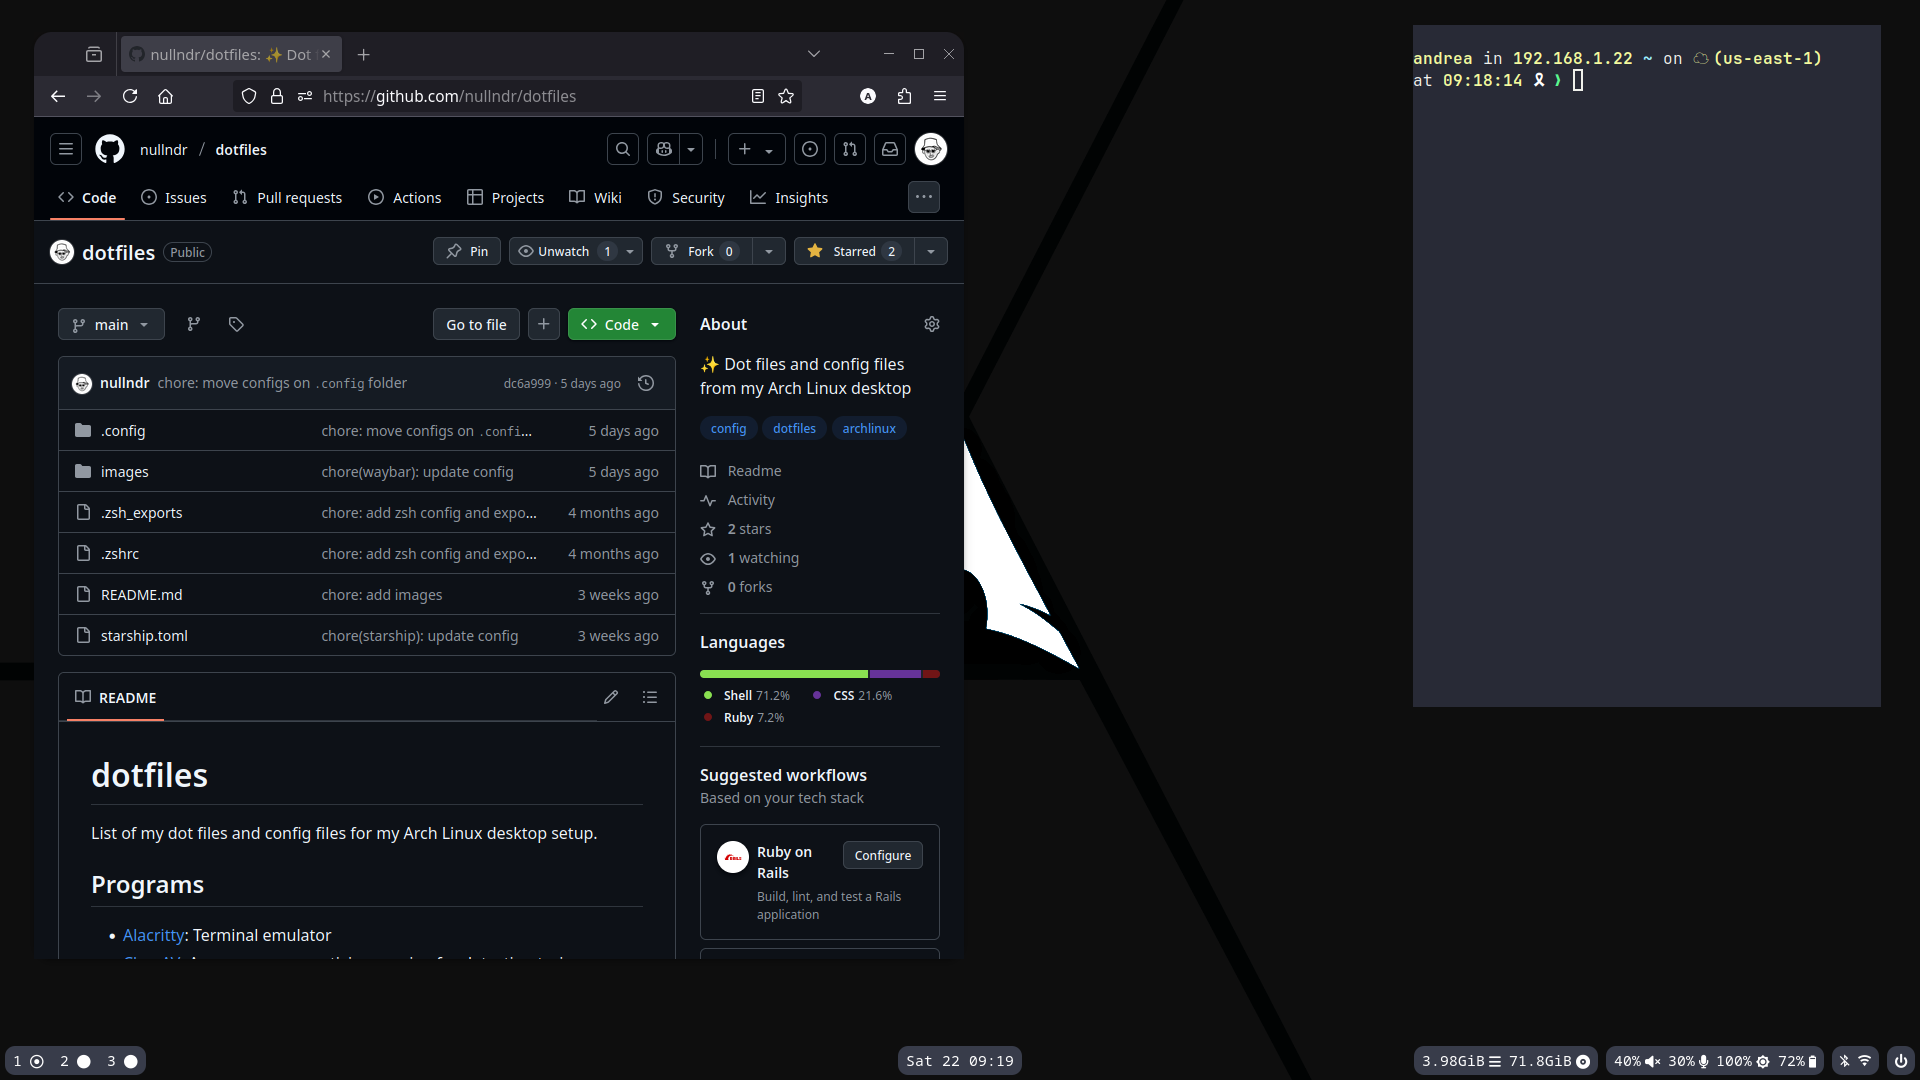 nullndr/dotfiles: ✨ Dot
https://github.com/nullndr/dotfiles
A
nullndr / dotfiles
Code Issues Pull requests Actions Projects Wiki Security Insights
dotfiles Public
Pin Unwatch 1 Fork 0 Starred 2
main Go to file Code
nullndr chore: move configs on .config folder dc6a999 · 5 days ago
.config chore: move configs on .confi... 5 days ago
images chore(waybar): update config 5 days ago
.zsh_exports chore: add zsh config and expo... 4 months ago
.zshrc chore: add zsh config and expo... 4 months ago
README.md chore: add images 3 weeks ago
starship.toml chore(starship): update config 3 weeks ago
README
dotfiles
List of my dot files and config files for my Arch Linux desktop setup.
Programs
• Alacritty: Terminal emulator
About
✨ Dot files and config files
from my Arch Linux desktop
config dotfiles archlinux
Readme
Activity
2 stars
1 watching
0 forks
Languages
Shell 71.2% CSS 21.6%
Ruby 7.2%
Suggested workflows
Based on your tech stack
RAILS
Ruby on
Rails
Configure
Build, lint, and test a Rails
application
andrea in 192.168.1.22 ~ on (us-east-1)
at 09:18:14 ❯
1 2 3
Sat 22 09:19
3.98GiB 71.8GiB 40% 30% 100% 72%